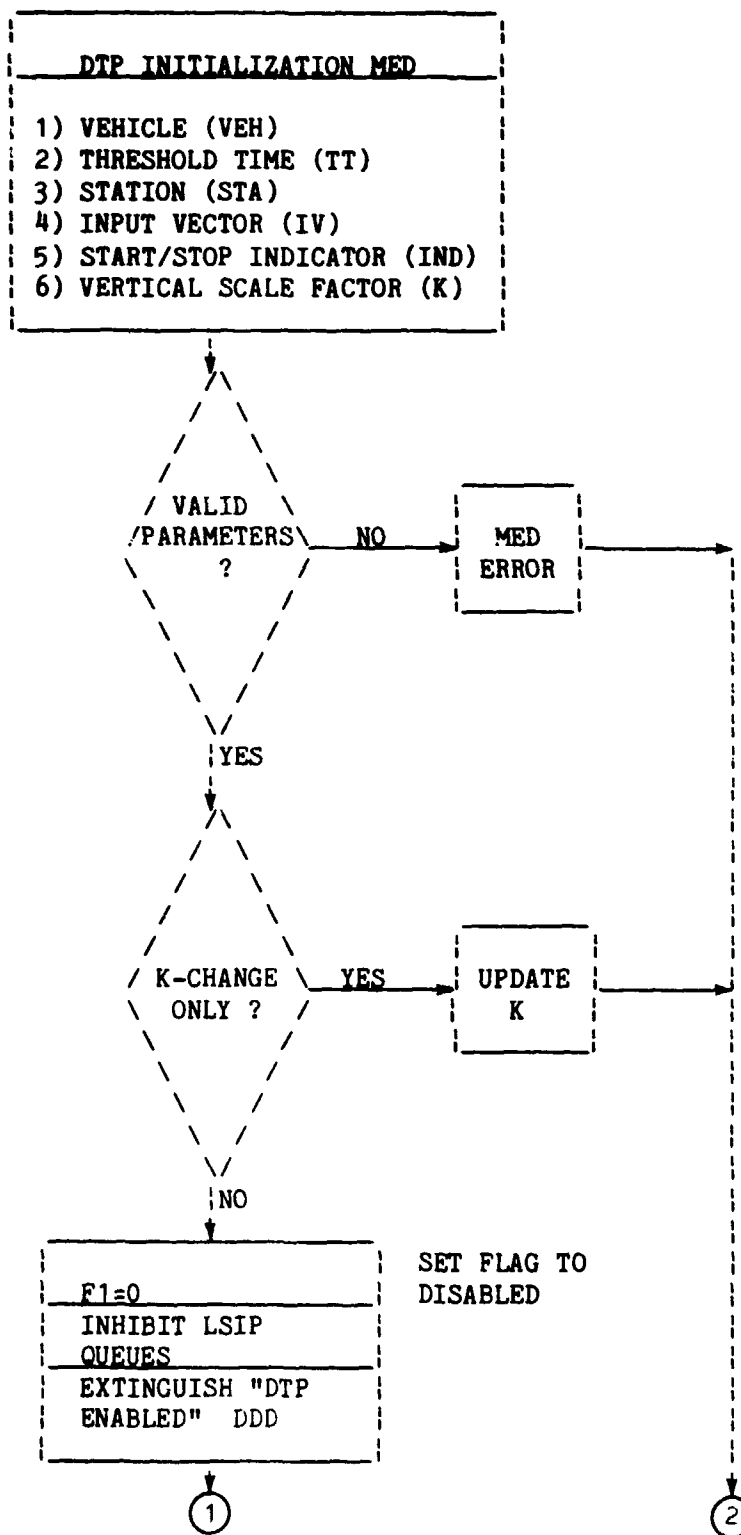 DTP INITIALIZATION MED
1) VEHICLE (VEH)
2) THRESHOLD TIME (TT)
3) STATION (STA)
4) INPUT VECTOR (IV)
5) START/STOP INDICATOR (IND)
6) VERTICAL SCALE FACTOR (K)
VALID
PARAMETERS
?
NO
MED
ERROR
YES
K-CHANGE
ONLY ?
YES
UPDATE
K
NO
F1=0
INHIBIT LSIP
QUEUES
EXTINGUISH "DTP
ENABLED" DDD
SET FLAG TO
DISABLED
1
2